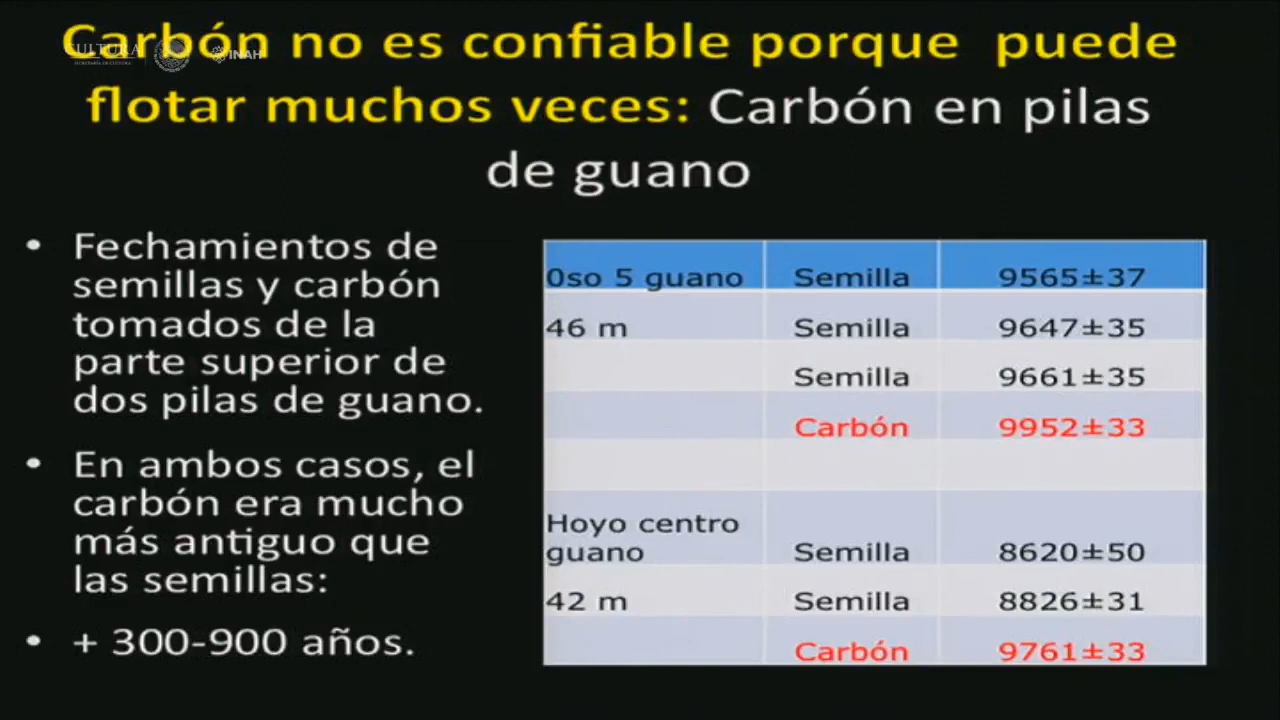 Carbón no es confiable porque puede
flotar muchos veces: Carbón en pilas
de guano
CULTURA
SECRETARÍA DE CULTURA
INAH
• Fechamientos de
semillas y carbón
tomados de la
parte superior de
dos pilas de guano.
• En ambos casos, el
carbón era mucho
más antiguo que
las semillas:
• + 300-900 años.
0so 5 guano Semilla 9565±37
46 m Semilla 9647±35
Semilla 9661±35
Carbón 9952±33
Hoyo centro
guano Semilla 8620±50
42 m Semilla 8826±31
Carbón 9761±33